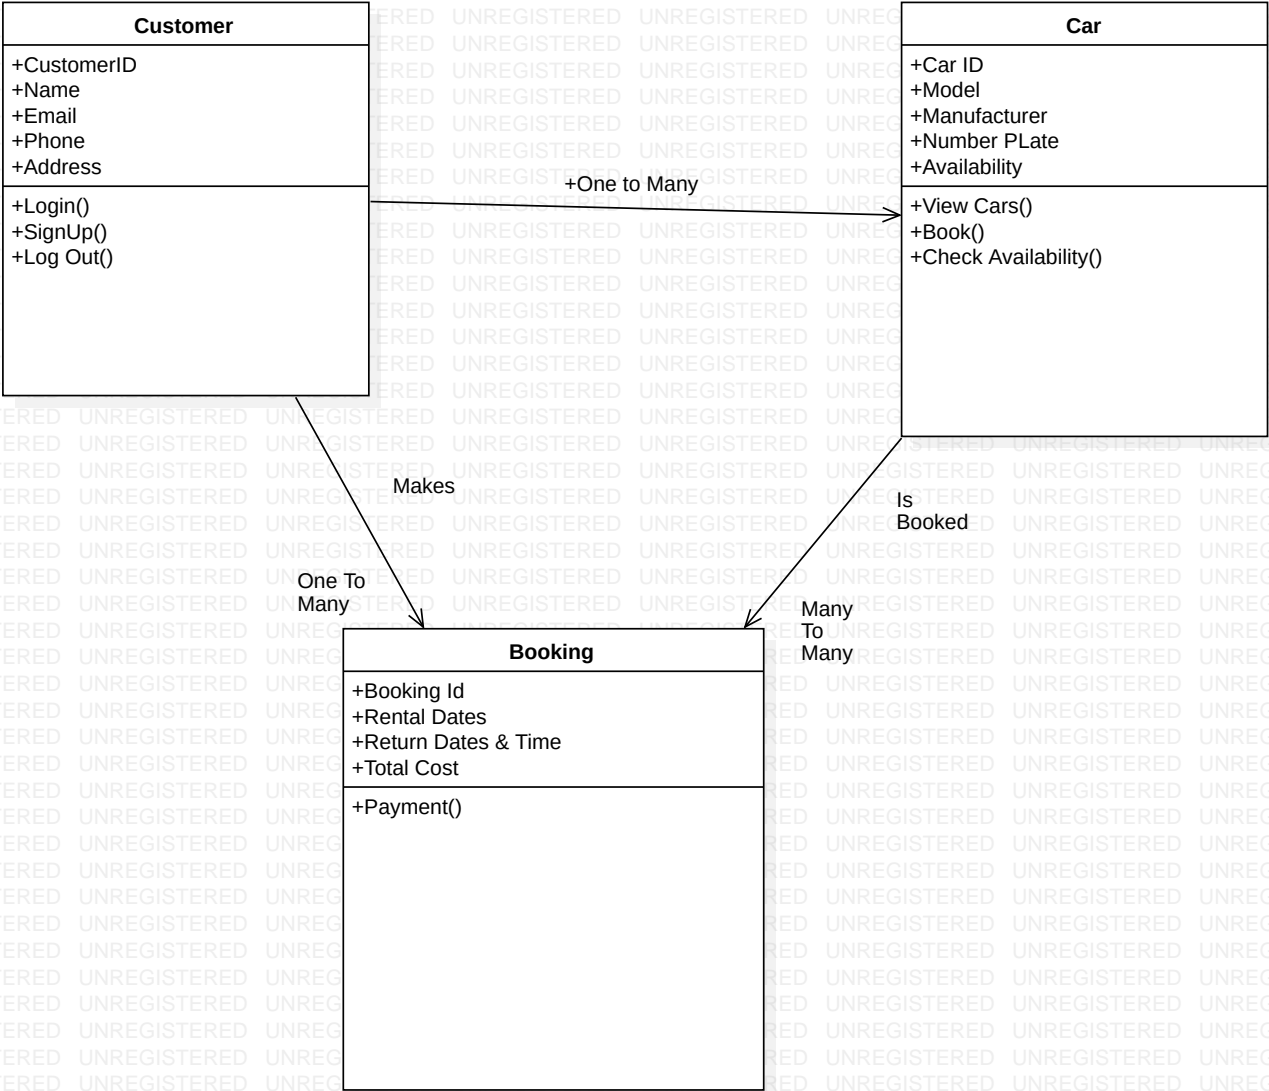 Customer
+CustomerID
+Name
+Email
+Phone
+Address
+Login()
+SignUp()
+Log Out()
+One to Many
Car
+Car ID
+Model
+Manufacturer
+Number PLate
+Availability
+View Cars()
+Book()
+Check Availability()
Makes
One To
Many
Is
Booked
Many
To
Many
Booking
+Booking Id
+Rental Dates
+Return Dates & Time
+Total Cost
+Payment()
UNREGISTERED